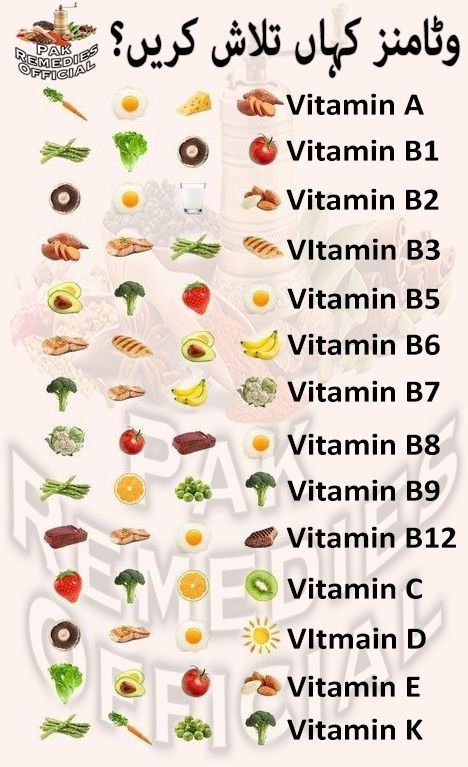 وٹامنز کہاں تلاش کریں؟
PAK
REMEDIES
OFFICIAL
Vitamin A
Vitamin B1
Vitamin B2
VItamin B3
Vitamin B5
Vitamin B6
Vitamin B7
Vitamin B8
Vitamin B9
Vitamin B12
Vitamin C
VItmain D
Vitamin E
Vitamin K
PAK
REMEDIES
OFFICIAL